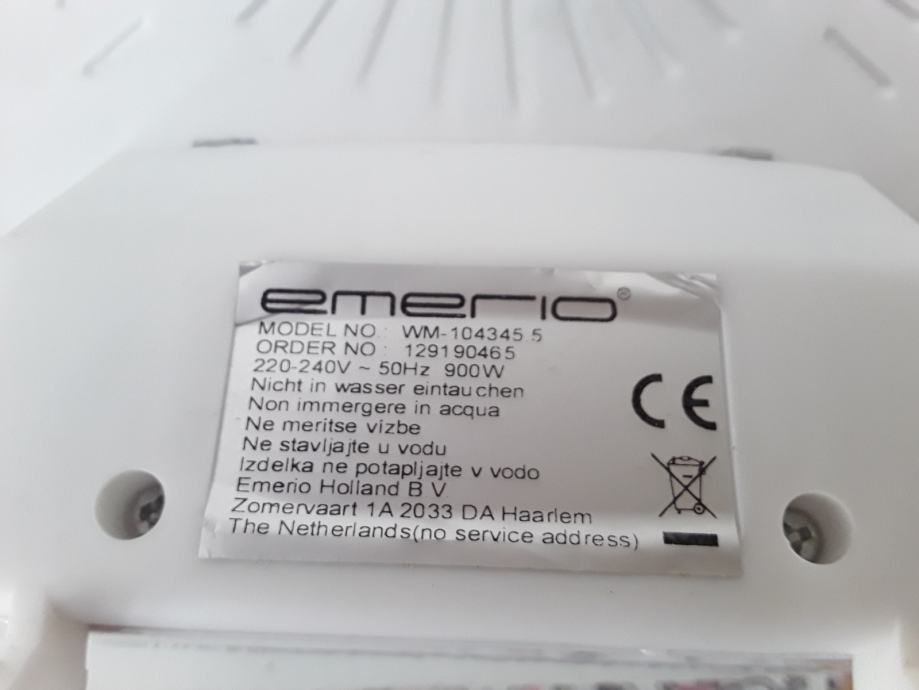 emerio®
MODEL NO.: WM-104345.5
ORDER NO : 129190465
220-240V ~ 50Hz 900W
Nicht in wasser eintauchen
Non immergere in acqua
Ne meritse vizbe
Ne stavljajte u vodu
Izdelka ne potapljajte v vodo
Emerio Holland B V
Zomervaart 1A 2033 DA Haarlem
The Netherlands(no service address)
CE